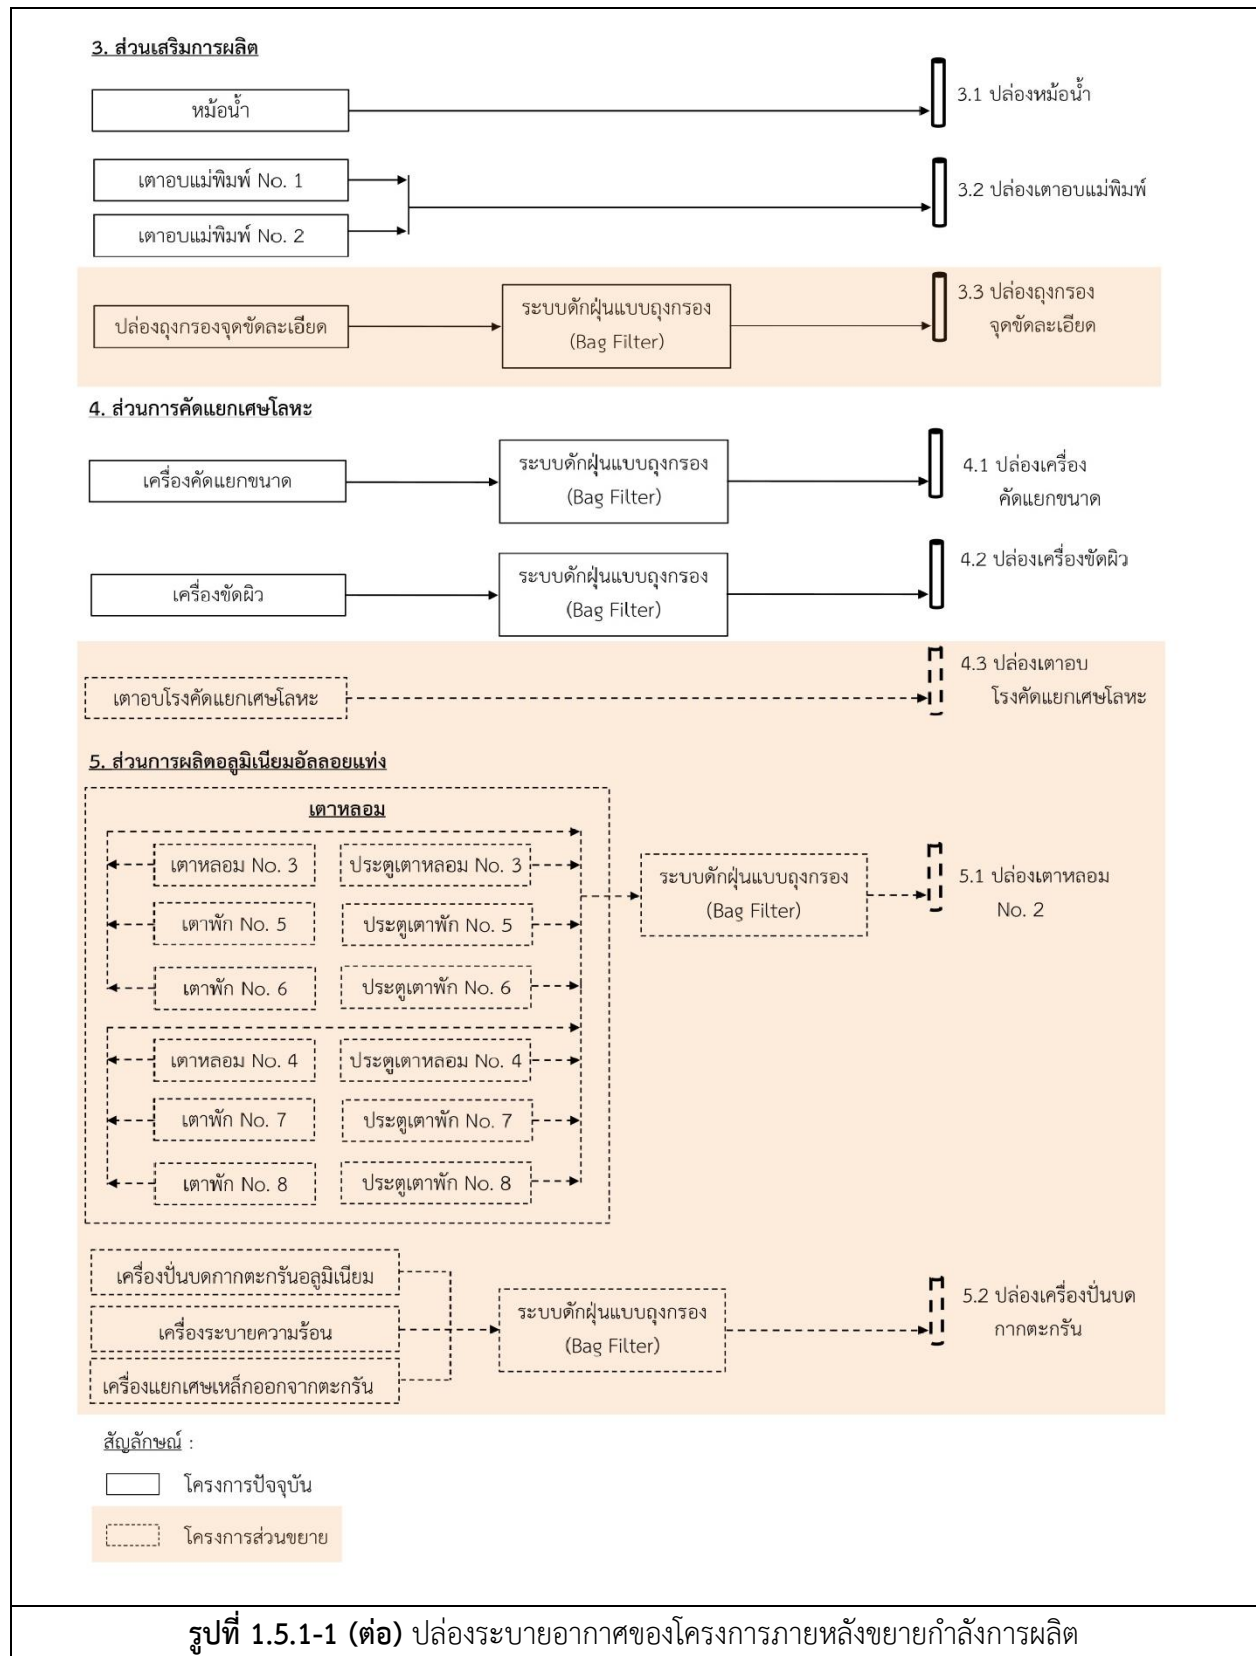 3. ส่วนเสริมการผลิต
หม้อน้ำ
3.1 ปล่องหม้อน้ำ
เตาอบแม่พิมพ์ No. 1
เตาอบแม่พิมพ์ No. 2
3.2 ปล่องเตาอบแม่พิมพ์
ปล่องถุงกรองจุดขัดละเอียด
ระบบดักฝุ่นแบบถุงกรอง
(Bag Filter)
3.3 ปล่องถุงกรอง
จุดขัดละเอียด
4. ส่วนการคัดแยกเศษโลหะ
เครื่องคัดแยกขนาด
ระบบดักฝุ่นแบบถุงกรอง
(Bag Filter)
4.1 ปล่องเครื่อง
คัดแยกขนาด
เครื่องขัดผิว
ระบบดักฝุ่นแบบถุงกรอง
(Bag Filter)
4.2 ปล่องเครื่องขัดผิว
เตาอบโรงคัดแยกเศษโลหะ
4.3 ปล่องเตาอบ
โรงคัดแยกเศษโลหะ
5. ส่วนการผลิตอลูมิเนียมอัลลอยแท่ง
เตาหลอม
เตาหลอม No. 3
ประตูเตาหลอม No. 3
เตาพัก No. 5
ประตูเตาพัก No. 5
เตาพัก No. 6
ประตูเตาพัก No. 6
เตาหลอม No. 4
ประตูเตาหลอม No. 4
เตาพัก No. 7
ประตูเตาพัก No. 7
เตาพัก No. 8
ประตูเตาพัก No. 8
ระบบดักฝุ่นแบบถุงกรอง
(Bag Filter)
5.1 ปล่องเตาหลอม
No. 2
เครื่องปั่นบดกากตะกรันอลูมิเนียม
เครื่องระบายความร้อน
เครื่องแยกเศษเหล็กออกจากตะกรัน
ระบบดักฝุ่นแบบถุงกรอง
(Bag Filter)
5.2 ปล่องเครื่องปั่นบด
กากตะกรัน
สัญลักษณ์ :
โครงการปัจจุบัน
โครงการส่วนขยาย
รูปที่ 1.5.1-1 (ต่อ) ปล่องระบายอากาศของโครงการภายหลังขยายกำลังการผลิต